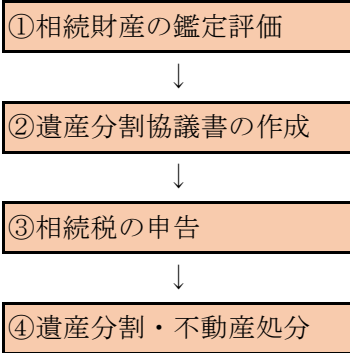 ①相続財産の鑑定評価
↓
②遺産分割協議書の作成
↓
③相続税の申告
↓
④遺産分割・不動産処分